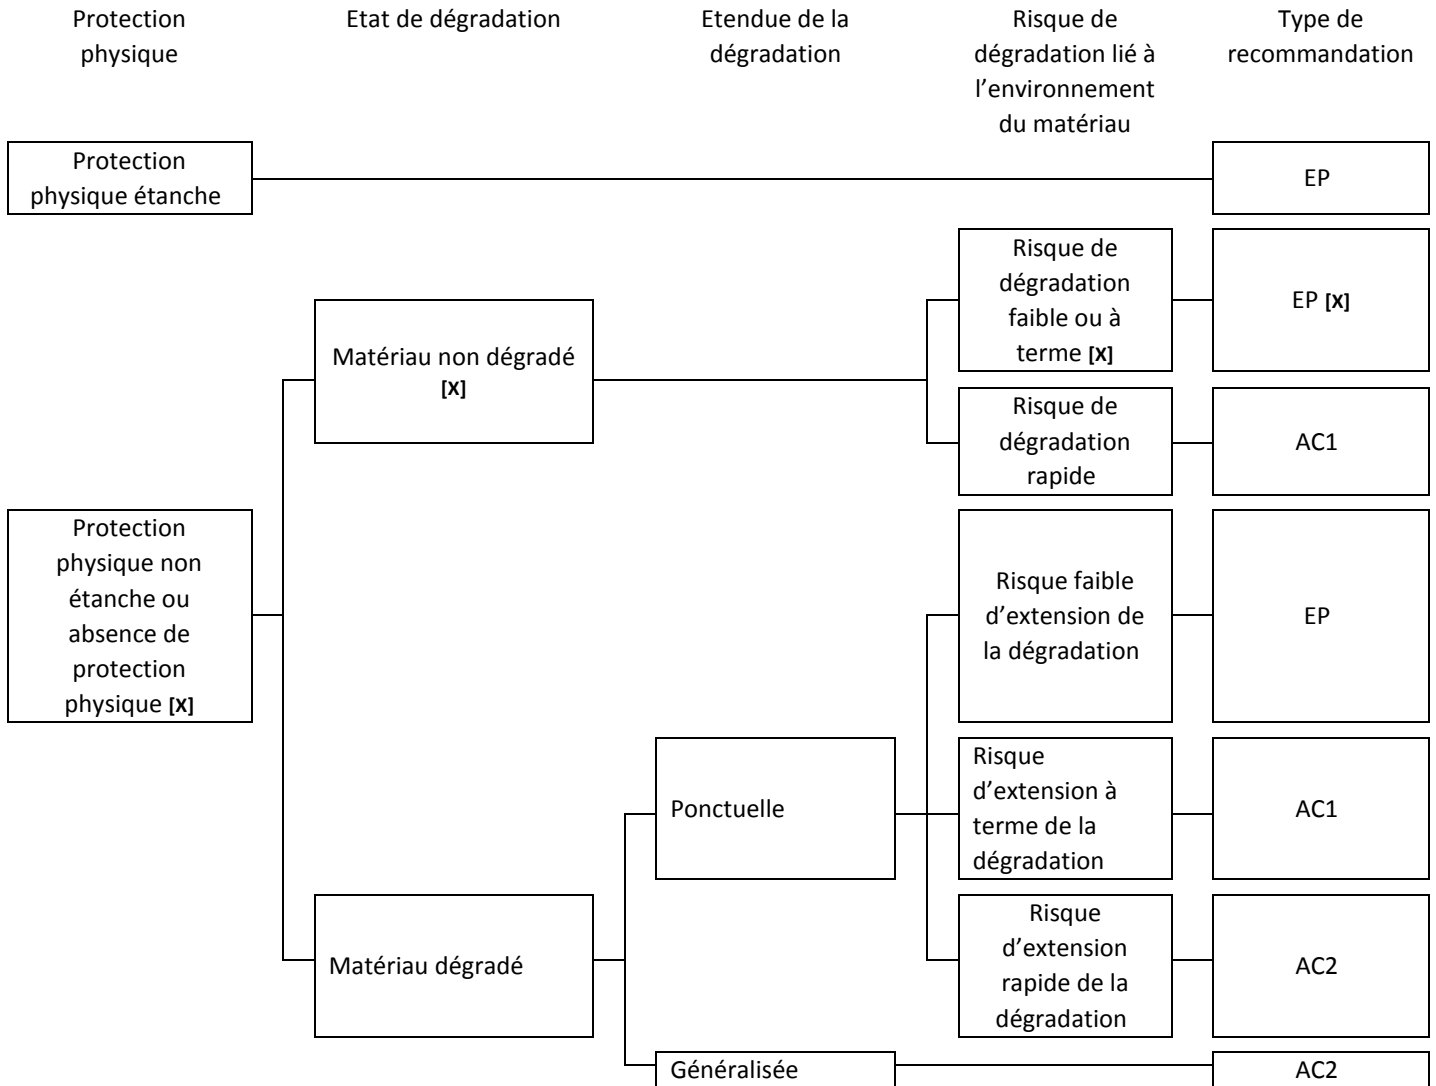 Protection
physique
Etat de dégradation
Etendue de la
dégradation
Risque de
dégradation lié à
l’environnement
du matériau
Type de
recommandation
Protection
physique étanche
EP
Risque de
dégradation
faible ou à
terme [X]
EP [X]
Matériau non dégradé
[X]
Risque de
dégradation
rapide
AC1
Protection
physique non
étanche ou
absence de
protection
physique [X]
Risque faible
d’extension de
la dégradation
EP
Ponctuelle
Risque
d’extension à
terme de la
dégradation
AC1
Matériau dégradé
Risque
d’extension
rapide de la
dégradation
AC2
Généralisée
AC2